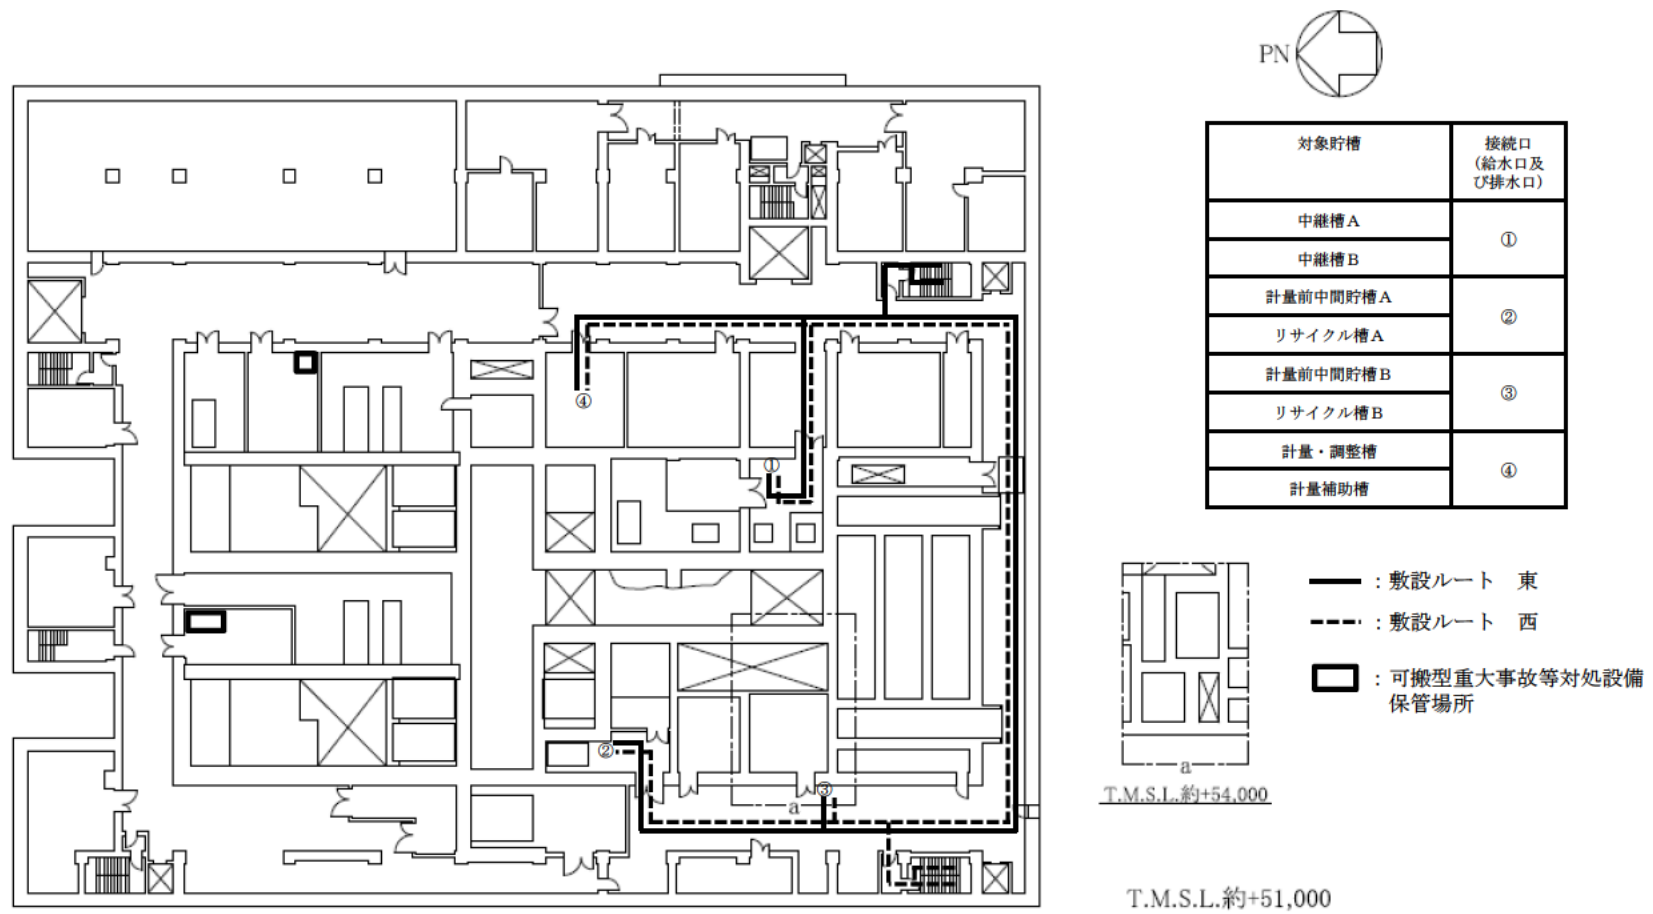 PN
対象貯槽
接続口
(給水口及
び排水口)
中継槽A
中継槽B
①
計量前中間貯槽A
リサイクル槽A
②
計量前中間貯槽B
リサイクル槽B
③
計量・調整槽
計量補助槽
④
④
①
②
③
a
a
T.M.S.L.約+54,000
：敷設ルート　東
：敷設ルート　西
：可搬型重大事故等対処設備
保管場所
T.M.S.L.約+51,000